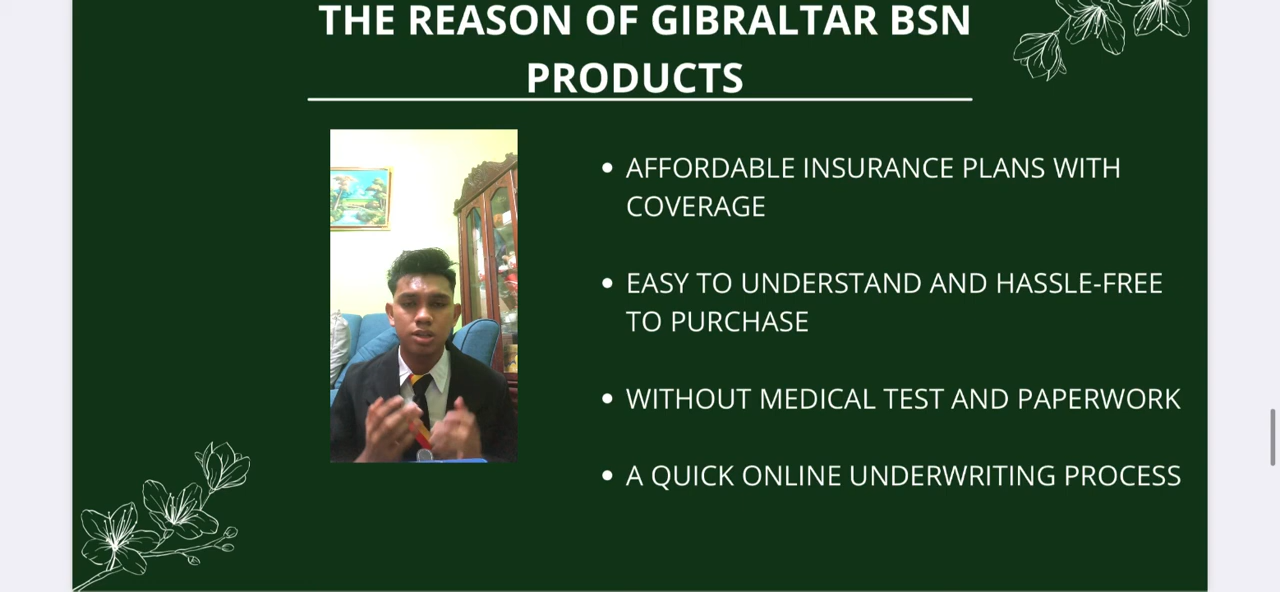 THE REASON OF GIBRALTAR BSN
PRODUCTS
AFFORDABLE INSURANCE PLANS WITH
COVERAGE
EASY TO UNDERSTAND AND HASSLE-FREE
TO PURCHASE
WITHOUT MEDICAL TEST AND PAPERWORK
A QUICK ONLINE UNDERWRITING PROCESS